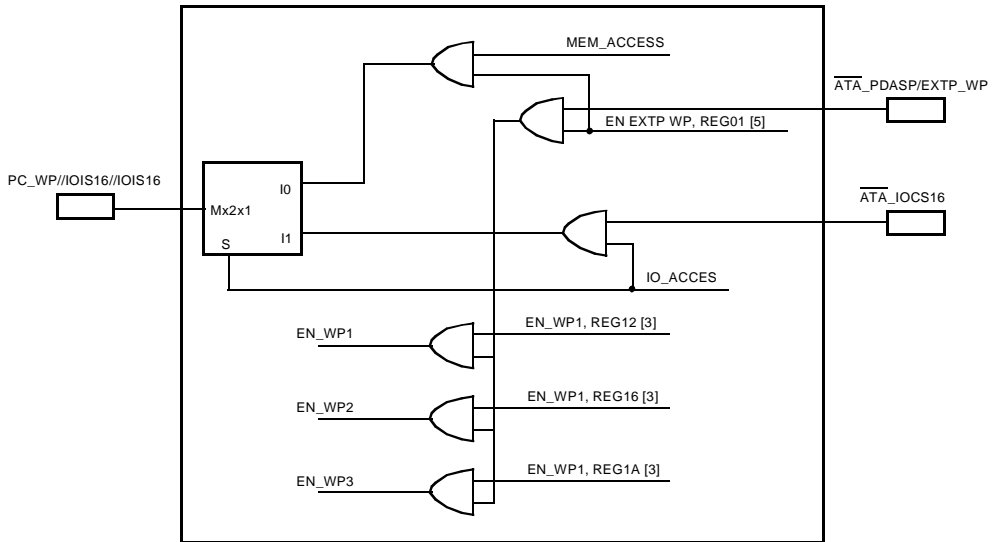 MEM_ACCESS
ATA_PDASP/EXTP_WP
EN EXTP WP, REG01 [5]
PC_WP//IOIS16//IOIS16
I0
ATA_IOCS16
Mx2x1
I1
S
IO_ACCES
EN_WP1, REG12 [3]
EN_WP1
EN_WP1, REG16 [3]
EN_WP2
EN_WP1, REG1A [3]
EN_WP3